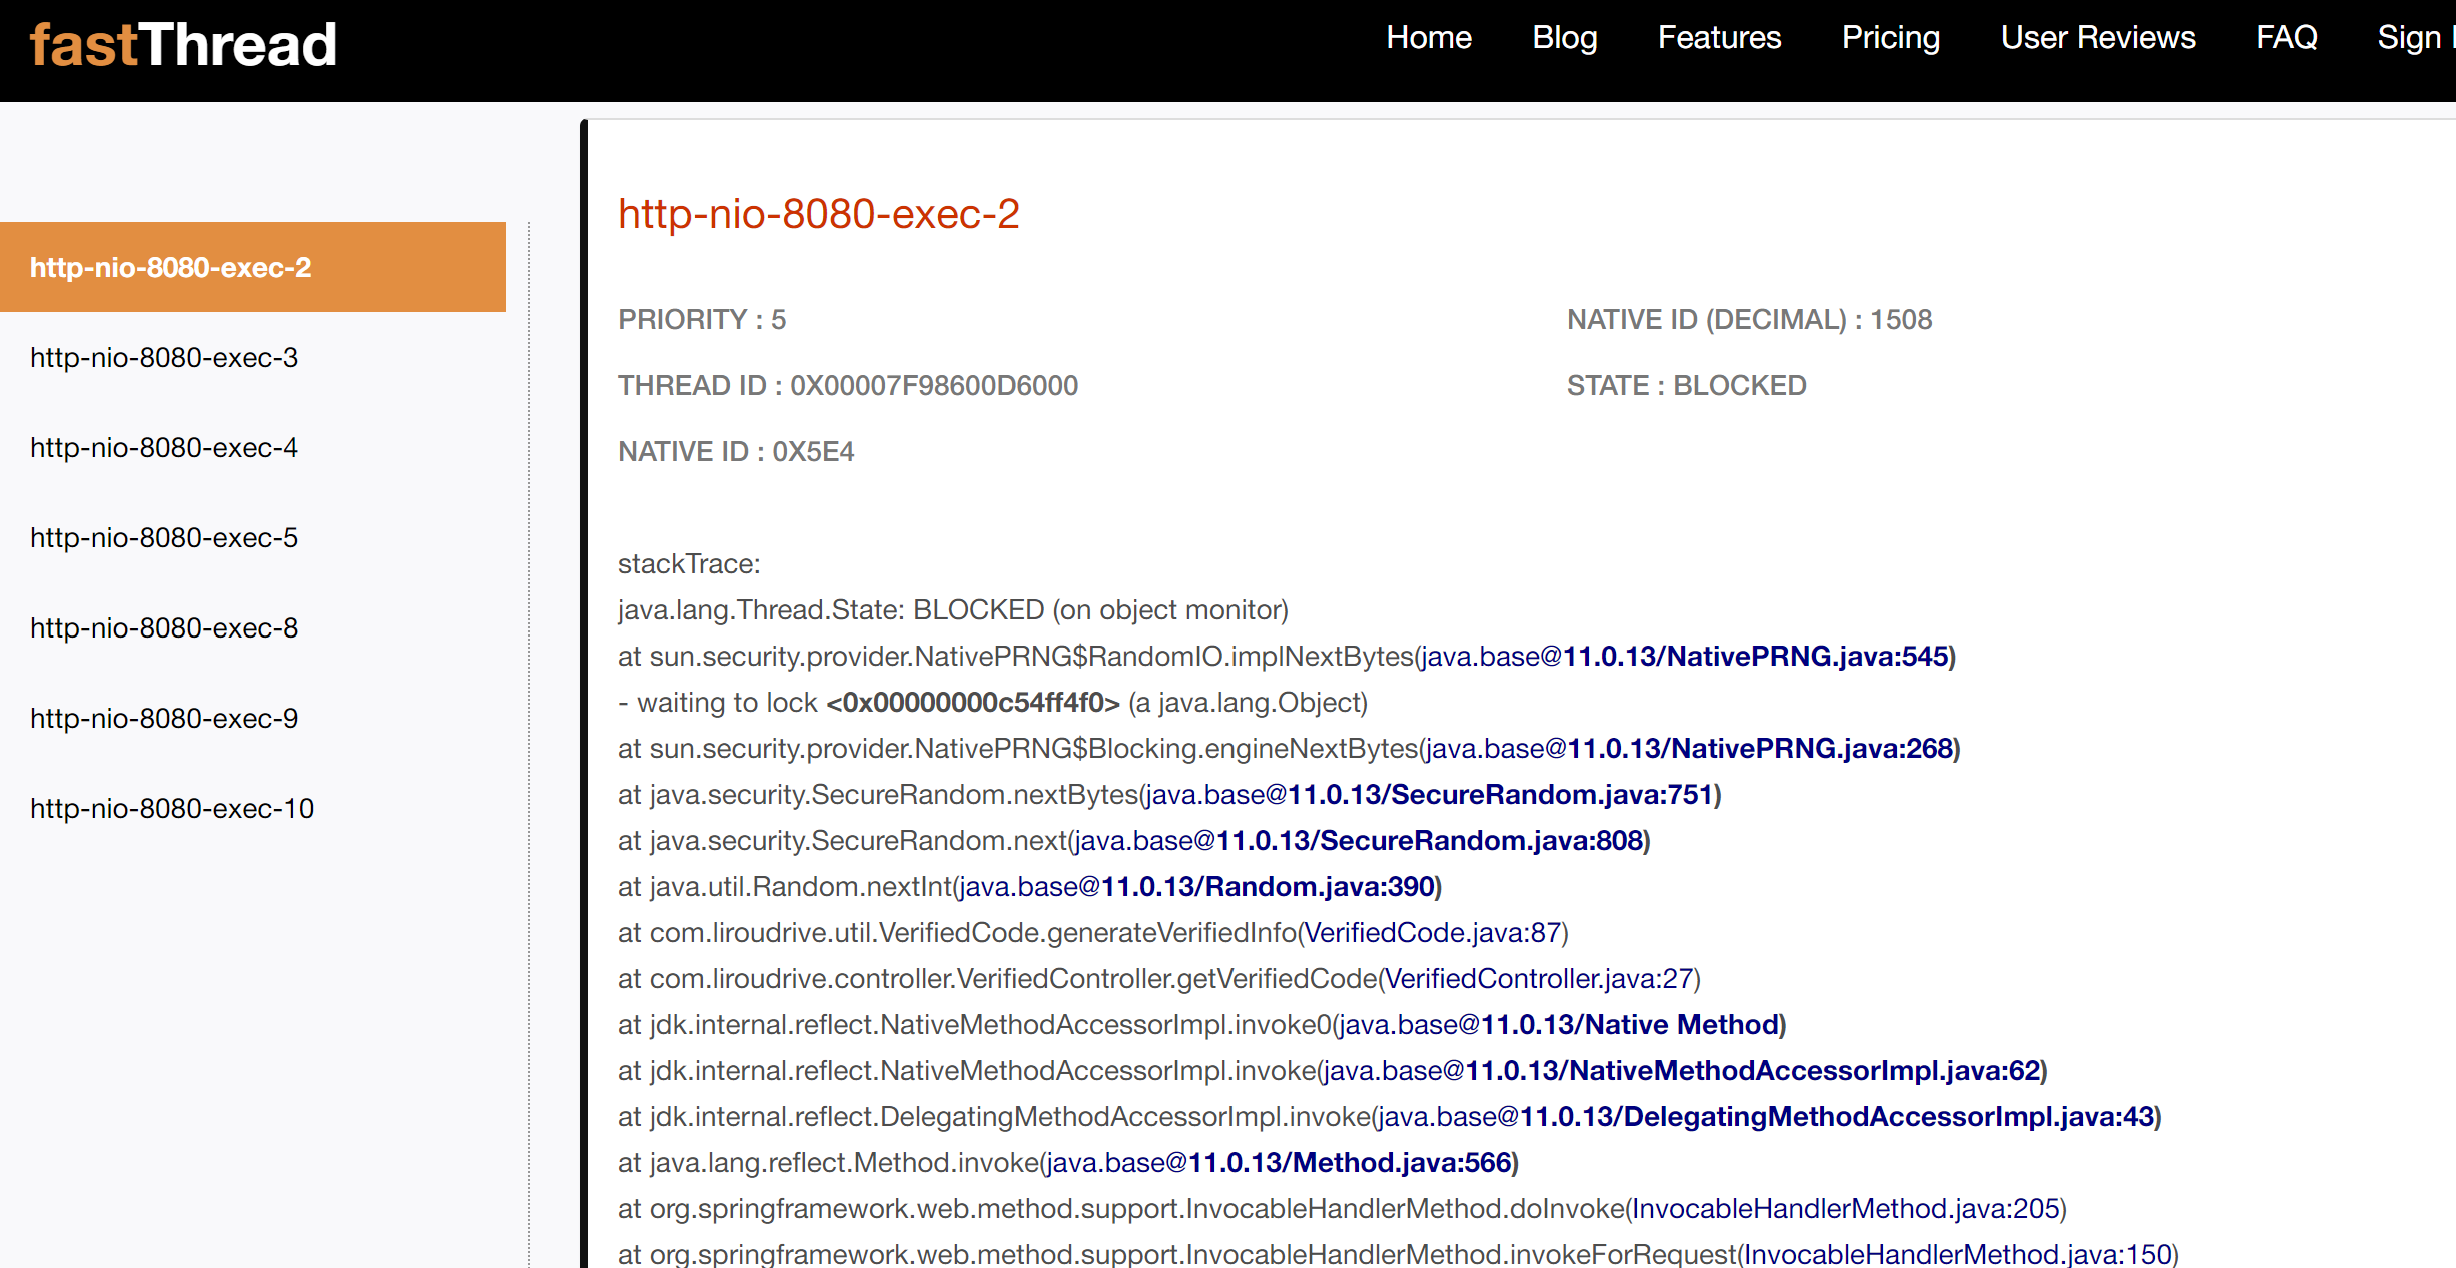 fastThread
Home Blog Features Pricing User Reviews FAQ Sign
http-nio-8080-exec-2
http-nio-8080-exec-3
http-nio-8080-exec-4
http-nio-8080-exec-5
http-nio-8080-exec-8
http-nio-8080-exec-9
http-nio-8080-exec-10
http-nio-8080-exec-2
PRIORITY : 5
NATIVE ID (DECIMAL) : 1508
THREAD ID : 0X00007F98600D6000
STATE : BLOCKED
NATIVE ID : 0X5E4
stackTrace:
java.lang.Thread.State: BLOCKED (on object monitor)
at sun.security.provider.NativePRNG$RandomIO.implNextBytes(java.base@11.0.13/NativePRNG.java:545)
- waiting to lock <0x00000000c54ff4f0> (a java.lang.Object)
at sun.security.provider.NativePRNG$Blocking.engineNextBytes(java.base@11.0.13/NativePRNG.java:268)
at java.security.SecureRandom.nextBytes(java.base@11.0.13/SecureRandom.java:751)
at java.security.SecureRandom.next(java.base@11.0.13/SecureRandom.java:808)
at java.util.Random.nextInt(java.base@11.0.13/Random.java:390)
at com.liroudrive.util.VerifiedCode.generateVerifiedInfo(VerifiedCode.java:87)
at com.liroudrive.controller.VerifiedController.getVerifiedCode(VerifiedController.java:27)
at jdk.internal.reflect.NativeMethodAccessorImpl.invoke0(java.base@11.0.13/Native Method)
at jdk.internal.reflect.NativeMethodAccessorImpl.invoke(java.base@11.0.13/NativeMethodAccessorImpl.java:62)
at jdk.internal.reflect.DelegatingMethodAccessorImpl.invoke(java.base@11.0.13/DelegatingMethodAccessorImpl.java:43)
at java.lang.reflect.Method.invoke(java.base@11.0.13/Method.java:566)
at org.springframework.web.method.support.InvocableHandlerMethod.doInvoke(InvocableHandlerMethod.java:205)
at org.springframework.web.method.support.InvocableHandlerMethod.invokeForRequest(InvocableHandlerMethod.java:150)